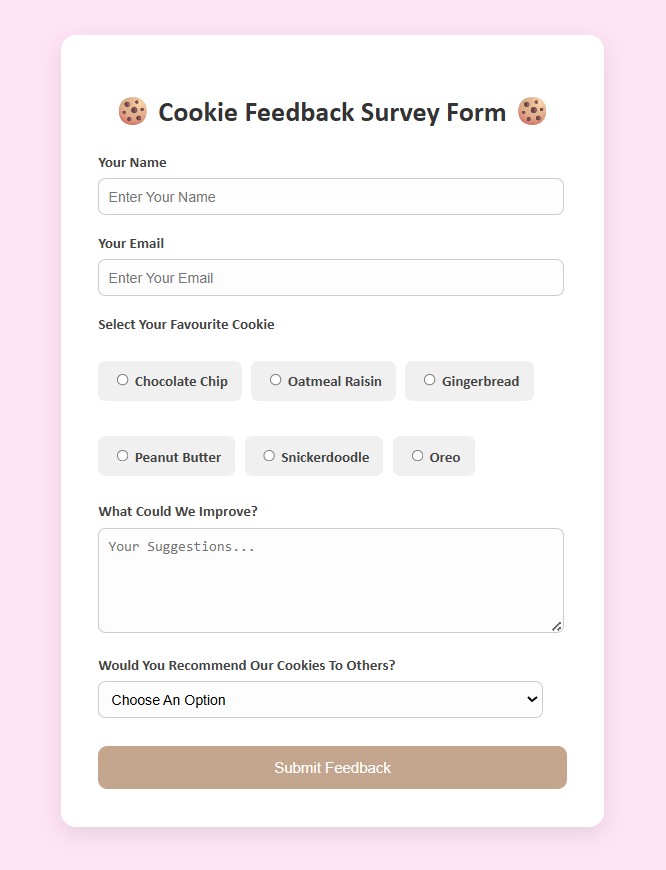 Cookie Feedback Survey Form
Your Name
Enter Your Name
Your Email
Enter Your Email
Select Your Favourite Cookie
Chocolate Chip Oatmeal Raisin Gingerbread
Peanut Butter Snickerdoodle Oreo
What Could We Improve?
Your Suggestions...
Would You Recommend Our Cookies To Others?
Choose An Option
Submit Feedback